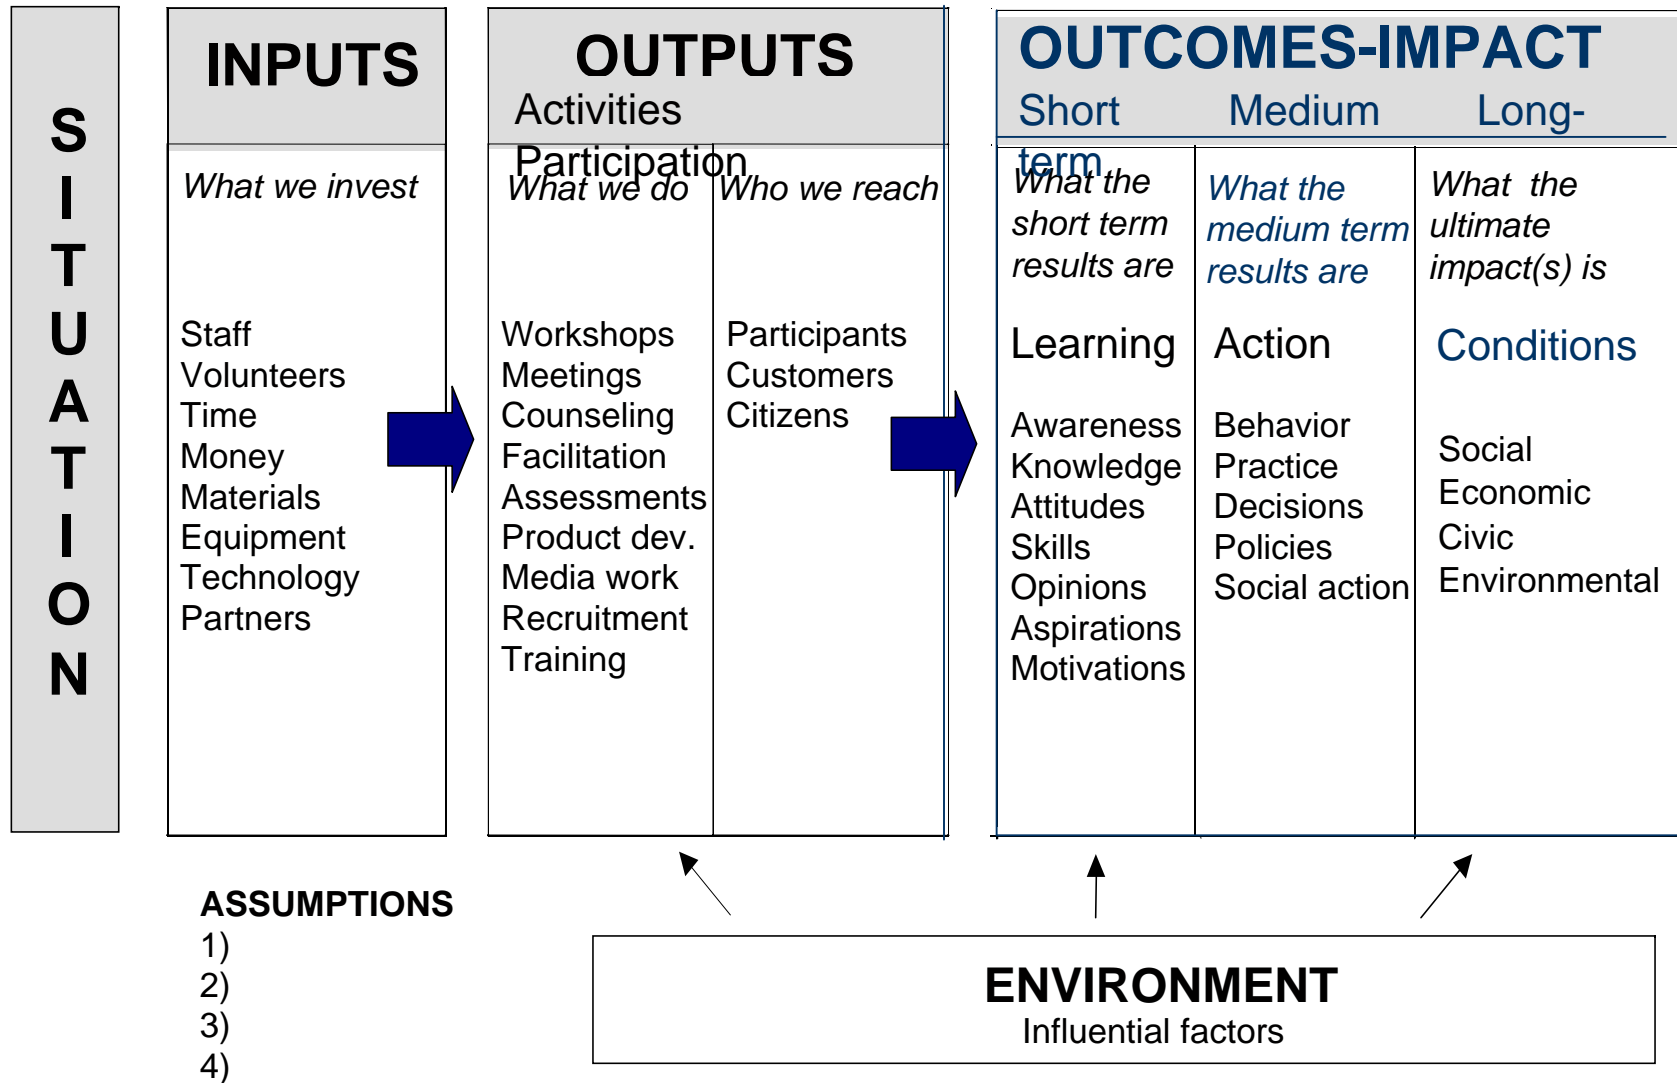 SITUATION
INPUTS
What we invest
Staff
Volunteers
Time
Money
Materials
Equipment
Technology
Partners
OUTPUTS
Activities
Participation
What we do
Workshops
Meetings
Counseling
Facilitation
Assessments
Product dev.
Media work
Recruitment
Training
Who we reach
Participants
Customers
Citizens
OUTCOMES-IMPACT
Short Medium Long-
term
What the
short term
results are
Learning
Awareness
Knowledge
Attitudes
Skills
Opinions
Aspirations
Motivations
What the
medium term
results are
Action
Behavior
Practice
Decisions
Policies
Social action
What the
ultimate
impact(s) is
Conditions
Social
Economic
Civic
Environmental
ASSUMPTIONS
1)
2)
3)
4)
ENVIRONMENT
Influential factors